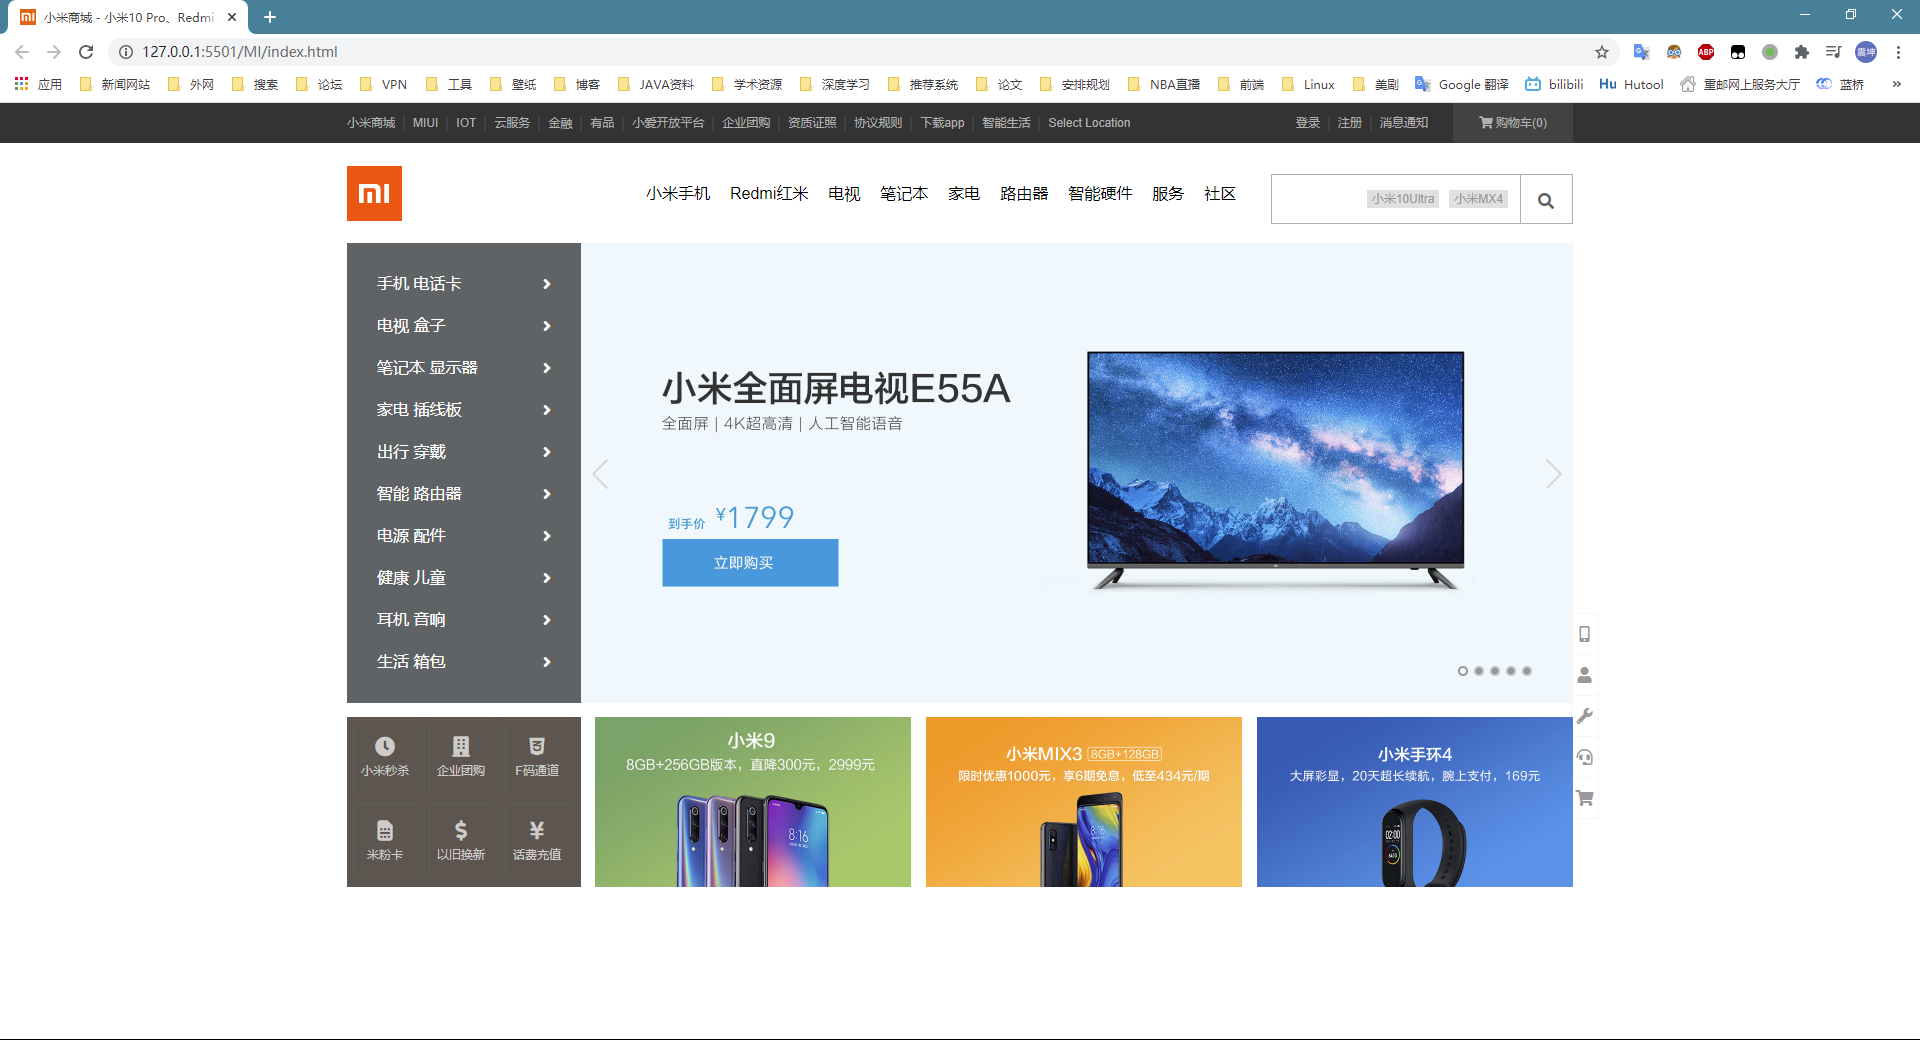 小米商城 - 小米10 Pro、Redmi
127.0.0.1:5501/MI/index.html
ABP
震坤
应用 新闻网站 外网 搜索 论坛 VPN 工具 壁纸 博客 JAVA资料 学术资源 深度学习 推荐系统 论文 安排规划 NBA直播 前端 Linux 美剧 Google 翻译 bilibili Hu Hutool 重邮网上服务大厅 蓝桥 »
小米商城 | MIUI | IOT | 云服务 | 金融 | 有品 | 小爱开放平台 | 企业团购 | 资质证照 | 协议规则 | 下载app | 智能生活 | Select Location 登录 | 注册 | 消息通知 购物车(0)
小米手机 Redmi红米 电视 笔记本 家电 路由器 智能硬件 服务 社区 小米10Ultra 小米MX4
手机 电话卡
电视 盒子
笔记本 显示器
家电 插线板
出行 穿戴
智能 路由器
电源 配件
健康 儿童
耳机 音响
生活 箱包
小米全面屏电视E55A
全面屏 | 4K超高清 | 人工智能语音
到手价 ¥1799
立即购买
小米秒杀 企业团购 F码通道
米粉卡 以旧换新 话费充值
小米9
8GB+256GB版本，直降300元，2999元
8:16
小米MIX3 8GB+128GB
限时优惠1000元，享6期免息，低至434元/期
8:16
小米手环4
大屏彩显，20天超长续航，腕上支付，169元
02:00